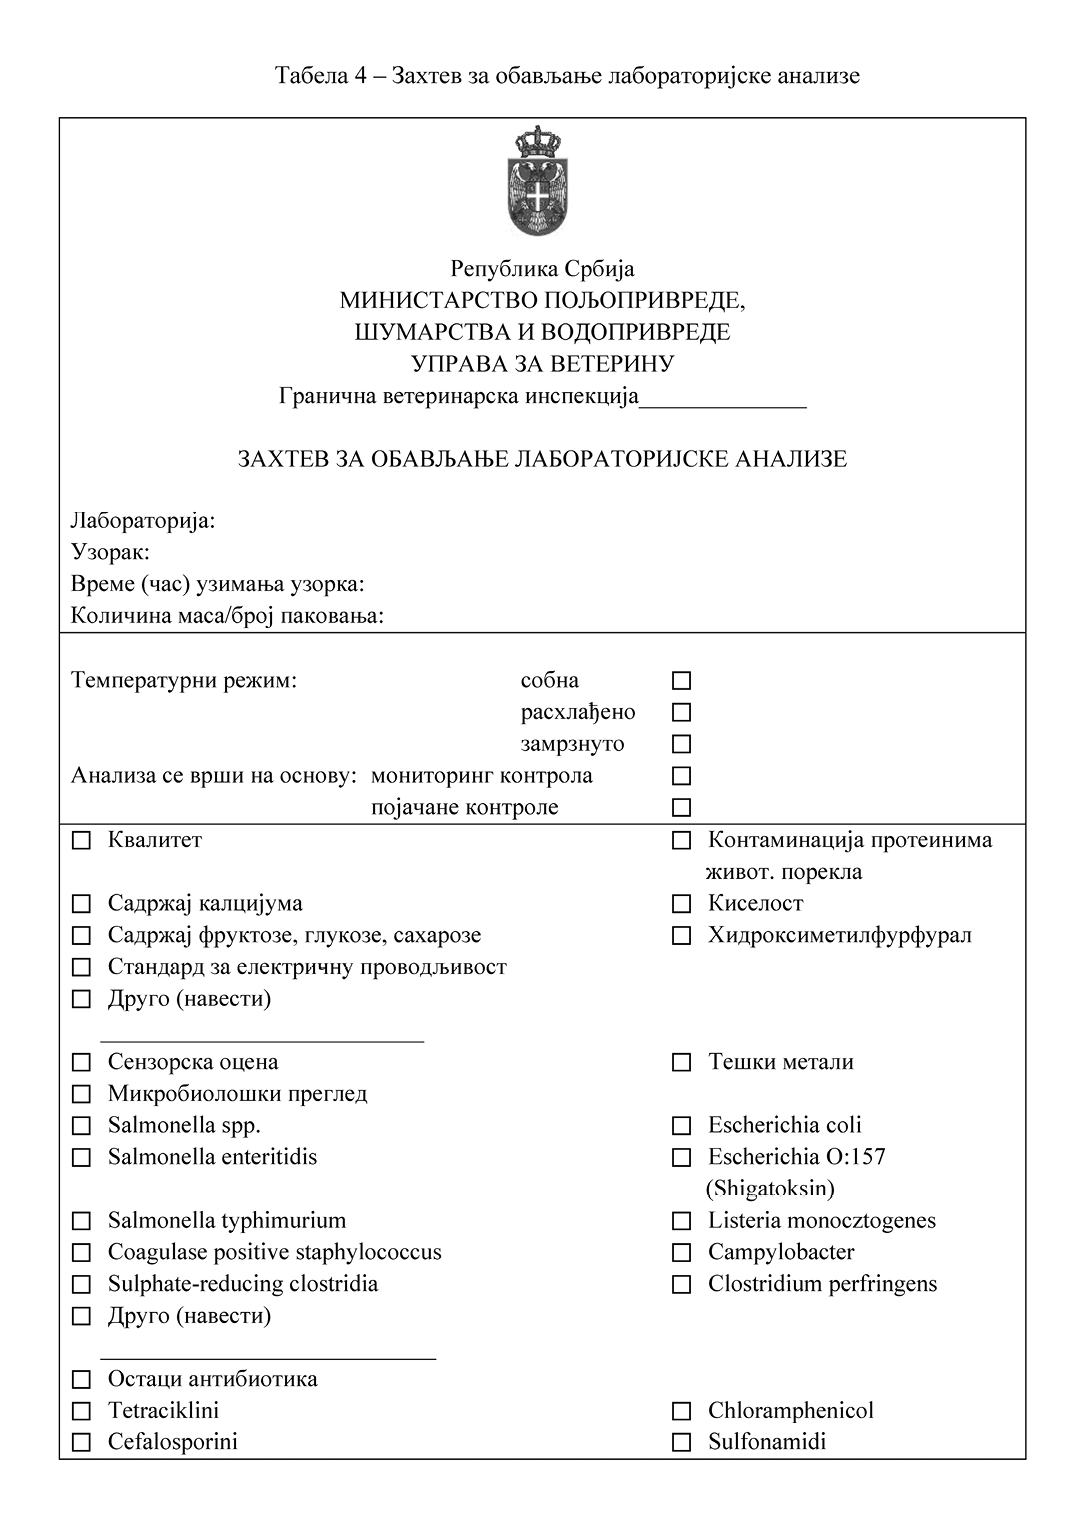 Табела 4 – Захтев за обављање лабораторијске анализе
Република Србија
МИНИСТАРСТВО ПОЉОПРИВРЕДЕ,
ШУМАРСТВА И ВОДОПРИВРЕДЕ
УПРАВА ЗА ВЕТЕРИНУ
Гранична ветеринарска инспекција______________
ЗАХТЕВ ЗА ОБАВЉАЊЕ ЛАБОРАТОРИЈСКЕ АНАЛИЗЕ
Лабораторија:
Узорак:
Време (час) узимања узорка:
Количина маса/број паковања:
Температурни режим: собна ☐
расхлађено ☐
замрзнуто ☐
Анализа се врши на основу: мониторинг контрола ☐
појачане контроле ☐
☐ Квалитет ☐ Контаминација протеинима
живот. порекла
☐ Садржај калцијума ☐ Киселост
☐ Садржај фруктозе, глукозе, сахарозе ☐ Хидроксиметилфурфурал
☐ Стандард за електричну проводљивост
☐ Друго (навести)
___________________________
☐ Сензорска оцена ☐ Тешки метали
☐ Микробиолошки преглед
☐ Salmonella spp. ☐ Escherichia coli
☐ Salmonella enteritidis ☐ Escherichia O:157
(Shigatoksin)
☐ Salmonella typhimurium ☐ Listeria monocztogenes
☐ Coagulase positive staphylococcus ☐ Campylobacter
☐ Sulphate-reducing clostridia ☐ Clostridium perfringens
☐ Друго (навести)
____________________________
☐ Остаци антибиотика
☐ Tetraciklini ☐ Chloramphenicol
☐ Cefalosporini ☐ Sulfonamidi